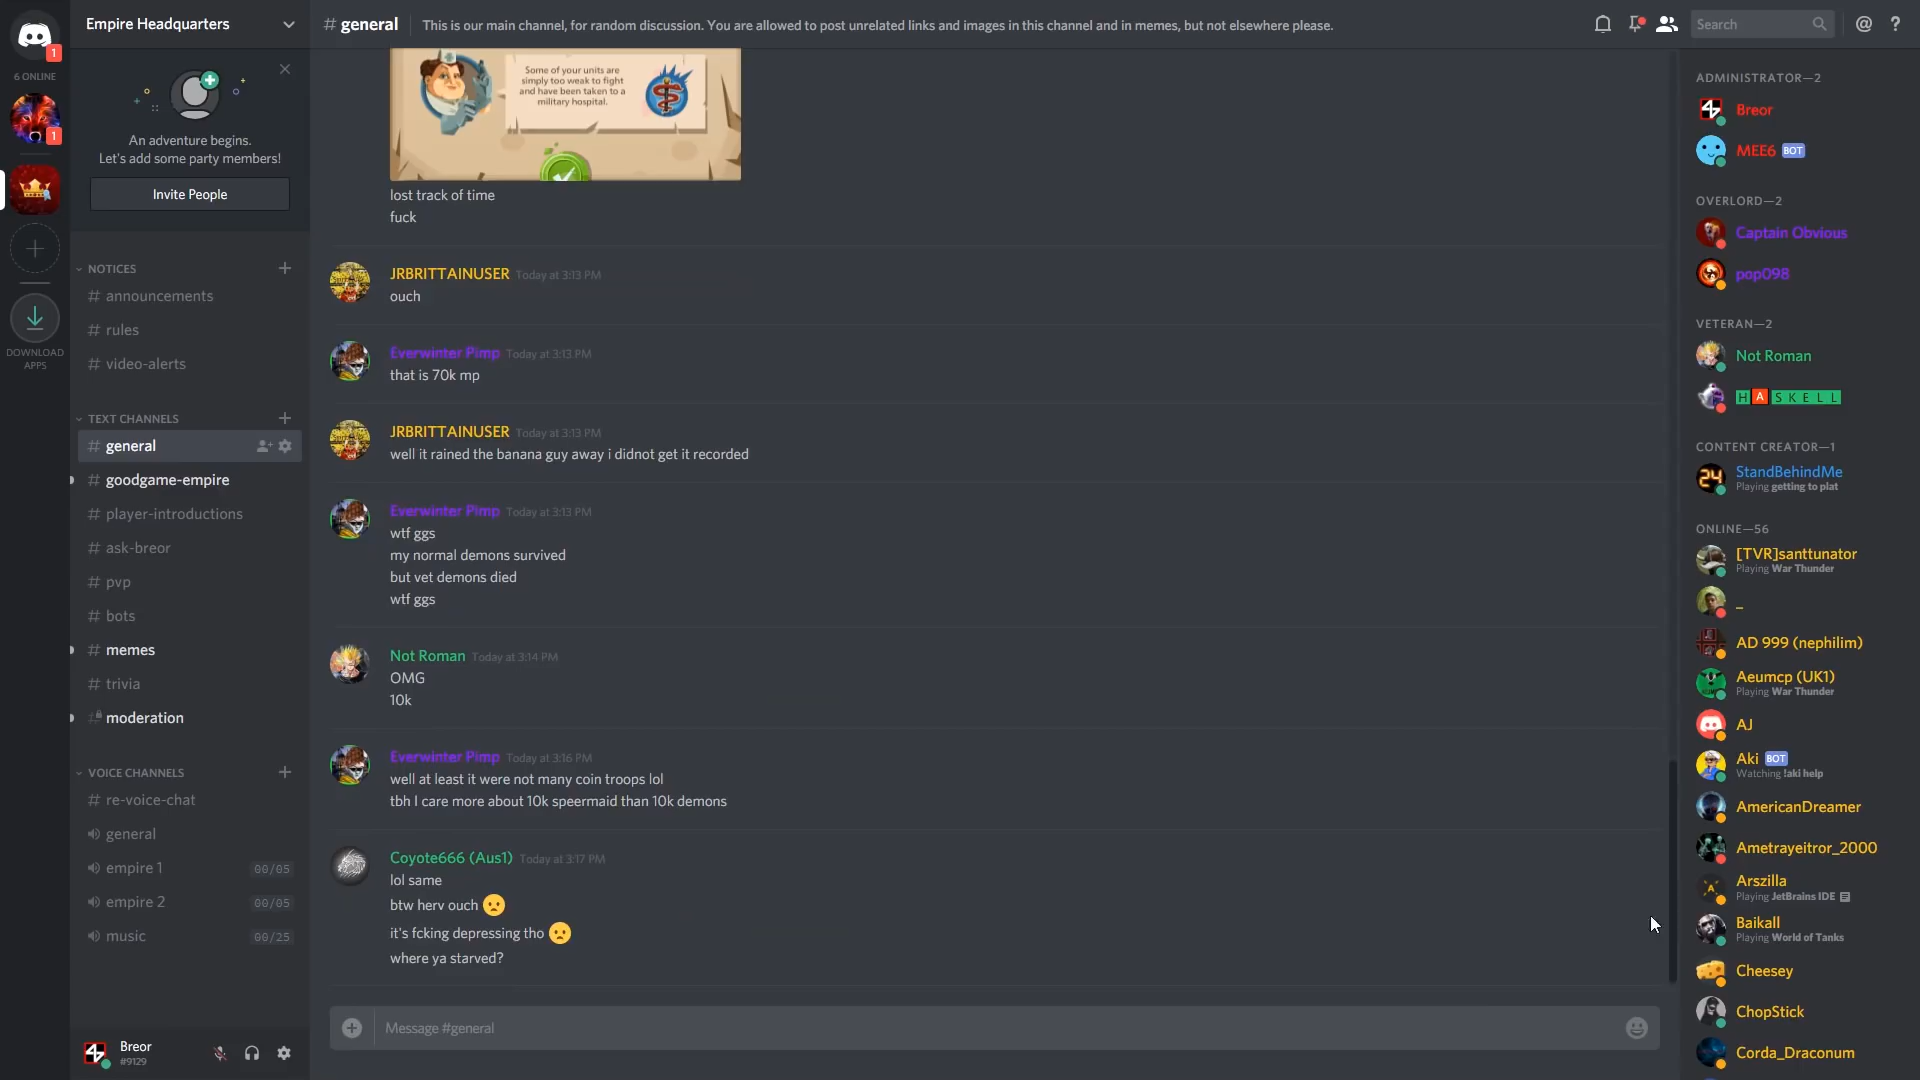 1
6 ONLINE
1
DOWNLOAD
APPS
Empire Headquarters
An adventure begins.
Let's add some party members!
Invite People
NOTICES
# announcements
# rules
# video-alerts
TEXT CHANNELS
# general
# goodgame-empire
# player-introductions
# ask-breor
# pvp
# bots
# memes
# trivia
# moderation
VOICE CHANNELS
# re-voice-chat
general
empire 1 00/05
empire 2 00/05
music 00/25
Breor
#9129
# general
This is our main channel, for random discussion. You are allowed to post unrelated links and images in this channel and in memes, but not elsewhere please.
Search
Some of your units are
simply too weak to fight
and have been taken to a
military hospital.
lost track of time
fuck
JRBRITTAINUSER Today at 3:13 PM
ouch
Everwinter Pimp Today at 3:13 PM
that is 70k mp
JRBRITTAINUSER Today at 3:13 PM
well it rained the banana guy away i didnot get it recorded
Everwinter Pimp Today at 3:13 PM
wtf ggs
my normal demons survived
but vet demons died
wtf ggs
Not Roman Today at 3:14 PM
OMG
10k
Everwinter Pimp Today at 3:16 PM
well at least it were not many coin troops lol
tbh I care more about 10k speermaid than 10k demons
Coyote666 (Aus1) Today at 3:17 PM
lol same
btw herv ouch
it's fcking depressing tho
where ya starved?
Message #general
ADMINISTRATOR—2
Breor
MEE6 BOT
OVERLORD—2
Captain Obvious
pop098
VETERAN—2
Not Roman
HASKELL
CONTENT CREATOR—1
24
StandBehindMe
Playing getting to plat
ONLINE—56
[TVR]santtunator
Playing War Thunder
_
AD 999 (nephilim)
Aeumcp (UK1)
Playing War Thunder
AJ
Aki BOT
Watching !aki help
AmericanDreamer
Ametrayeitror_2000
Arszilla
Playing JetBrains IDE
Baikall
Playing World of Tanks
Cheesey
ChopStick
Corda_Draconum